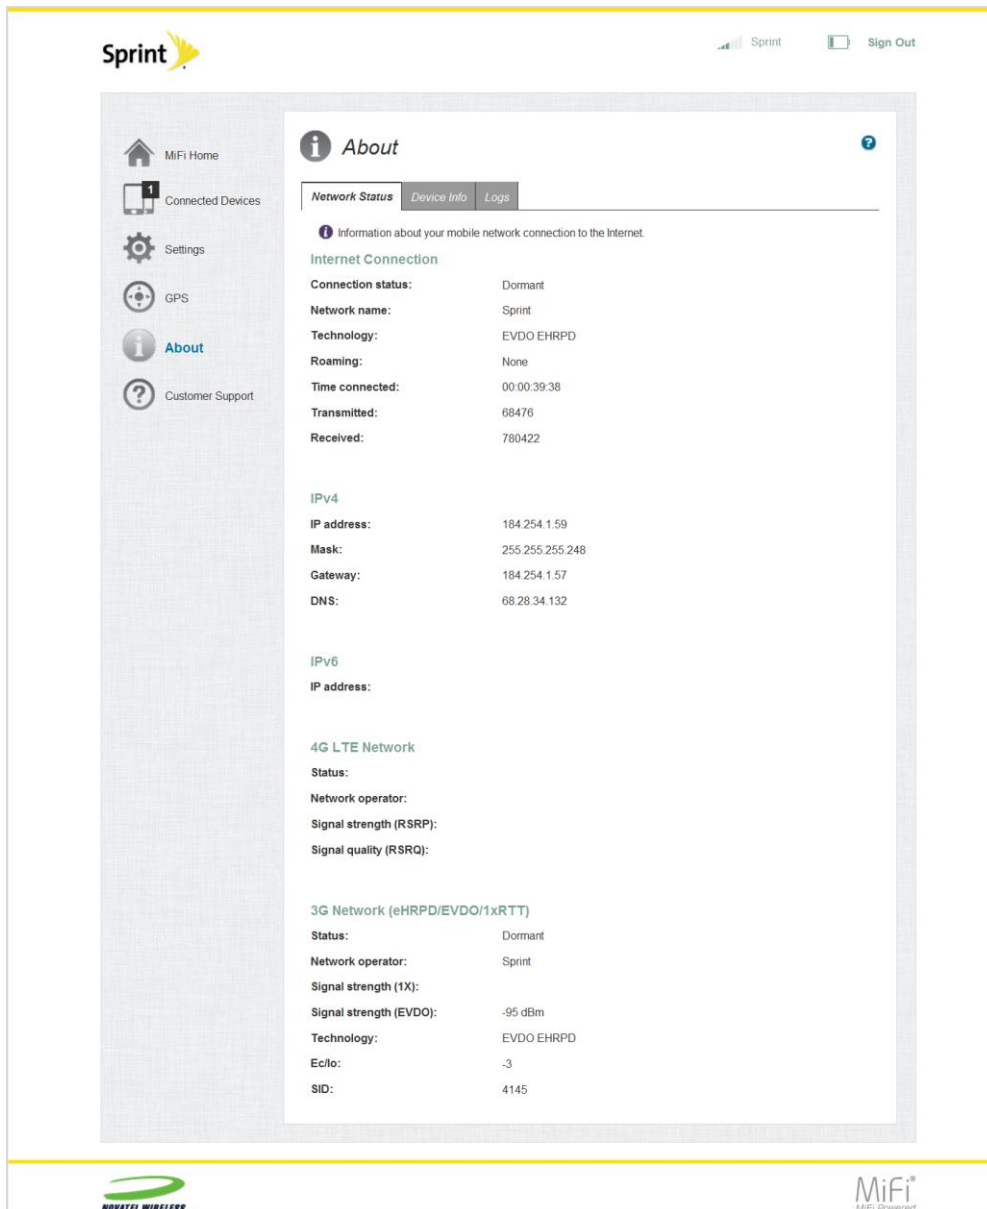 Sprint
Sprint
Sign Out
MiFi Home
1
Connected Devices
Settings
GPS
About
Customer Support
About
Network Status Device Info Logs
Information about your mobile network connection to the Internet.
Internet Connection
Connection status: Dormant
Network name: Sprint
Technology: EVDO EHRPD
Roaming: None
Time connected: 00:00:39:38
Transmitted: 68476
Received: 780422
IPv4
IP address: 184.254.1.59
Mask: 255.255.255.248
Gateway: 184.254.1.57
DNS: 68.28.34.132
IPv6
IP address:
4G LTE Network
Status:
Network operator:
Signal strength (RSRP):
Signal quality (RSRQ):
3G Network (eHRPD/EVDO/1xRTT)
Status: Dormant
Network operator: Sprint
Signal strength (1X):
Signal strength (EVDO): -95 dBm
Technology: EVDO EHRPD
Ec/Io: -3
SID: 4145
NOVATEL WIRELESS
MiFi®
MiFi Powered